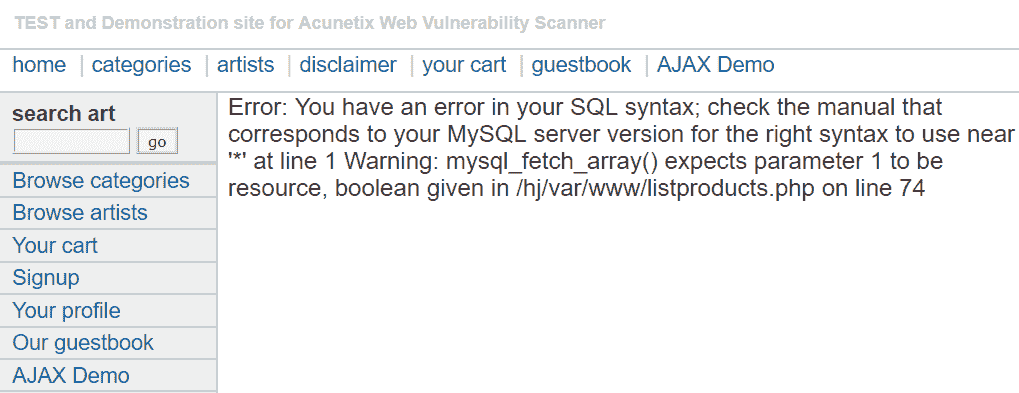 TEST and Demonstration site for Acunetix Web Vulnerability Scanner
home | categories | artists | disclaimer | your cart | guestbook | AJAX Demo
search art
go
Browse categories
Browse artists
Your cart
Signup
Your profile
Our guestbook
AJAX Demo
Error: You have an error in your SQL syntax; check the manual that
corresponds to your MySQL server version for the right syntax to use near
'*' at line 1 Warning: mysql_fetch_array() expects parameter 1 to be
resource, boolean given in /hj/var/www/listproducts.php on line 74